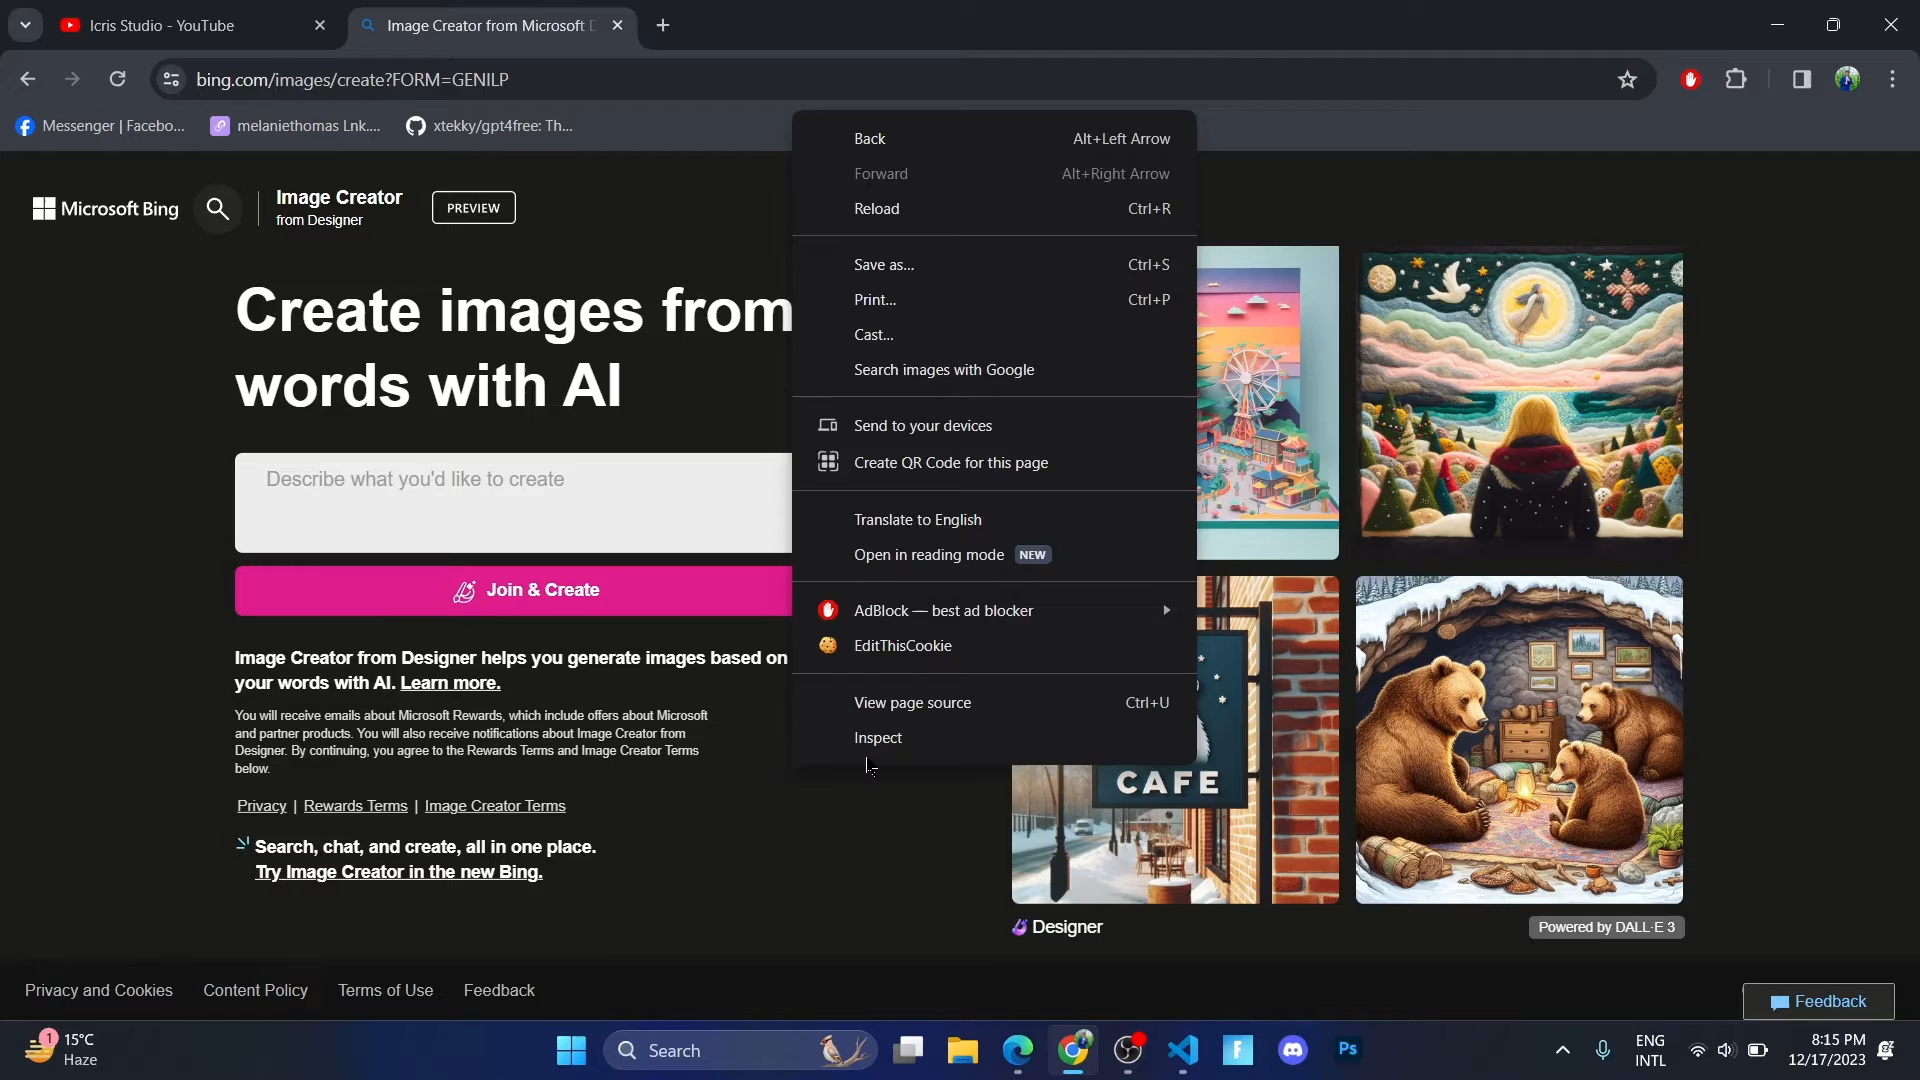 Icris Studio - YouTube
Image Creator from Microsoft
bing.com/images/create?FORM=GENILP
Messenger | Facebo...
melaniethomas Lnk....
xtekky/gpt4free: Th...
Microsoft Bing
Image Creator
from Designer
PREVIEW
Create images from
words with AI
Describe what you'd like to create
Join & Create
Image Creator from Designer helps you generate images based on
your words with AI. Learn more.
You will receive emails about Microsoft Rewards, which include offers about Microsoft
and partner products. You will also receive notifications about Image Creator from
Designer. By continuing, you agree to the Rewards Terms and Image Creator Terms
below.
Privacy | Rewards Terms | Image Creator Terms
Search, chat, and create, all in one place.
Try Image Creator in the new Bing.
Back Alt+Left Arrow
Forward Alt+Right Arrow
Reload Ctrl+R
Save as... Ctrl+S
Print... Ctrl+P
Cast...
Search images with Google
Send to your devices
Create QR Code for this page
Translate to English
Open in reading mode NEW
AdBlock — best ad blocker
EditThisCookie
View page source Ctrl+U
Inspect
CAFE
Designer
Powered by DALL·E 3
Privacy and Cookies
Content Policy
Terms of Use
Feedback
Feedback
1
15°C
Haze
Search
F
Ps
ENG
INTL
8:15 PM
12/17/2023